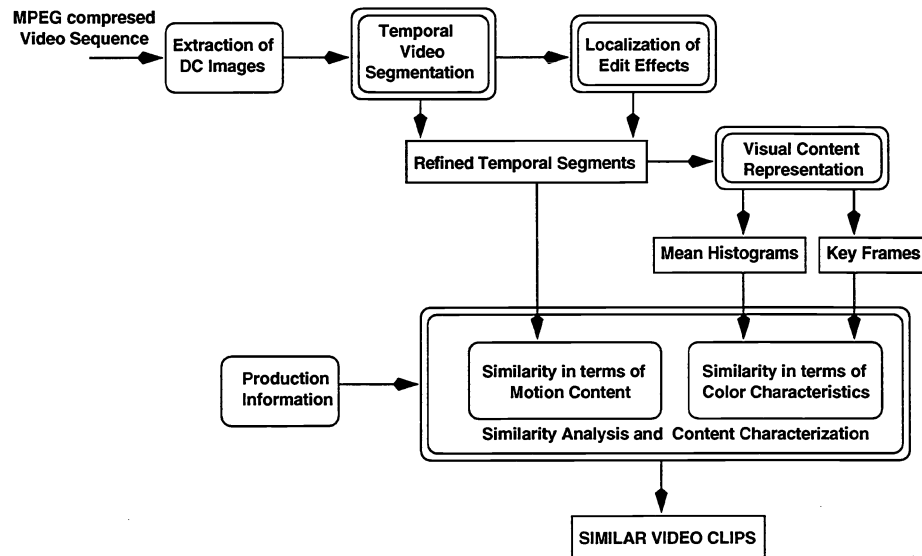 MPEG compresed
Video Sequence
Extraction of
DC Images
Temporal
Video
Segmentation
Localization of
Edit Effects
Refined Temporal Segments
Visual Content
Representation
Mean Histograms
Key Frames
Production
Information
Similarity in terms of
Motion Content
Similarity in terms of
Color Characteristics
Similarity Analysis and Content Characterization
SIMILAR VIDEO CLIPS